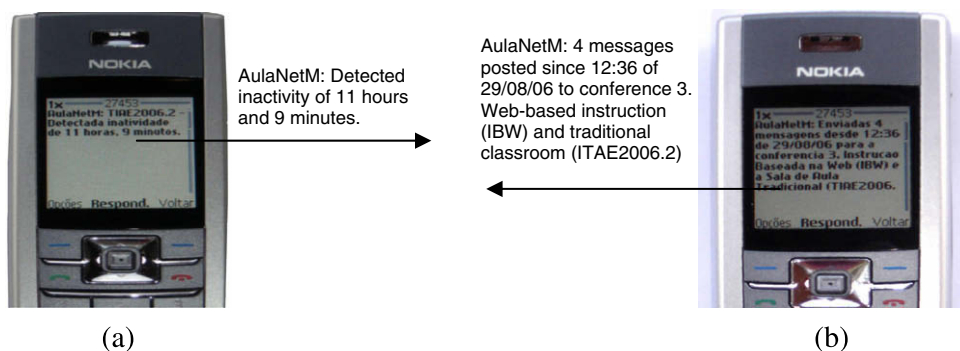 NOKIA
1x 27453
AulaNetM: TIAE2006.2 -
Detectada inatividade
de 11 horas, 9 minutos.
Opções Respond. Voltar
AulaNetM: Detected
inactivity of 11 hours
and 9 minutes.
AulaNetM: 4 messages
posted since 12:36 of
29/08/06 to conference 3.
Web-based instruction
(IBW) and traditional
classroom (ITAE2006.2)
NOKIA
1x 27453
AulaNetM: Enviadas 4
mensagens desde 12:36
de 29/08/06 para a
conferencia 3. Instrucao
Baseada na Web (IBW) e
a Sala de Aula
Tradicional (TIAE2006.
Opções Respond. Voltar
(a)
(b)